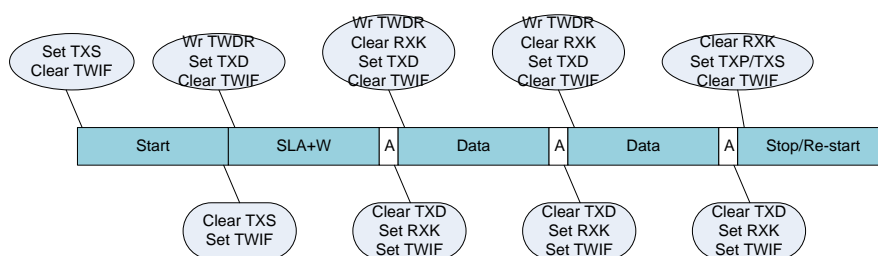 Set TXS
Clear TWIF
Wr TWDR
Set TXD
Clear TWIF
Wr TWDR
Clear RXK
Set TXD
Clear TWIF
Wr TWDR
Clear RXK
Set TXD
Clear TWIF
Clear RXK
Set TXP/TXS
Clear TWIF
Start
SLA+W
A
Data
A
Data
A
Stop/Re-start
Clear TXS
Set TWIF
Clear TXD
Set RXK
Set TWIF
Clear TXD
Set RXK
Set TWIF
Clear TXD
Set RXK
Set TWIF